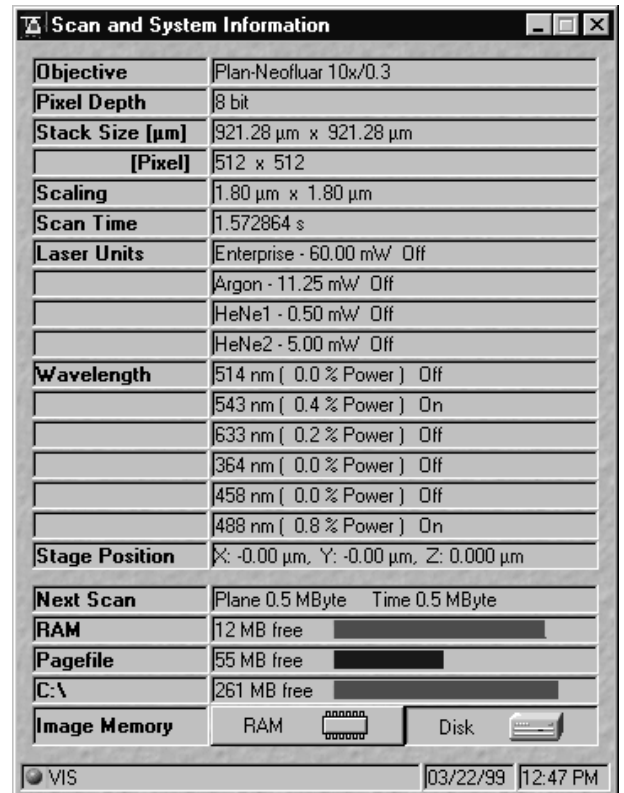 Scan and System Information
Objective Plan-Neofluar 10x/0.3
Pixel Depth 8 bit
Stack Size [µm] 921.28 µm x 921.28 µm
[Pixel] 512 x 512
Scaling 1.80 µm x 1.80 µm
Scan Time 1.572864 s
Laser Units Enterprise - 60.00 mW Off
Argon - 11.25 mW Off
HeNe1 - 0.50 mW Off
HeNe2 - 5.00 mW Off
Wavelength 514 nm ( 0.0 % Power ) Off
543 nm ( 0.4 % Power ) On
633 nm ( 0.2 % Power ) Off
364 nm ( 0.0 % Power ) Off
458 nm ( 0.0 % Power ) Off
488 nm ( 0.8 % Power ) On
Stage Position X: -0.00 µm, Y: -0.00 µm, Z: 0.000 µm
Next Scan Plane 0.5 MByte Time 0.5 MByte
RAM 12 MB free
Pagefile 55 MB free
C:\ 261 MB free
Image Memory RAM Disk
VIS 03/22/99 12:47 PM